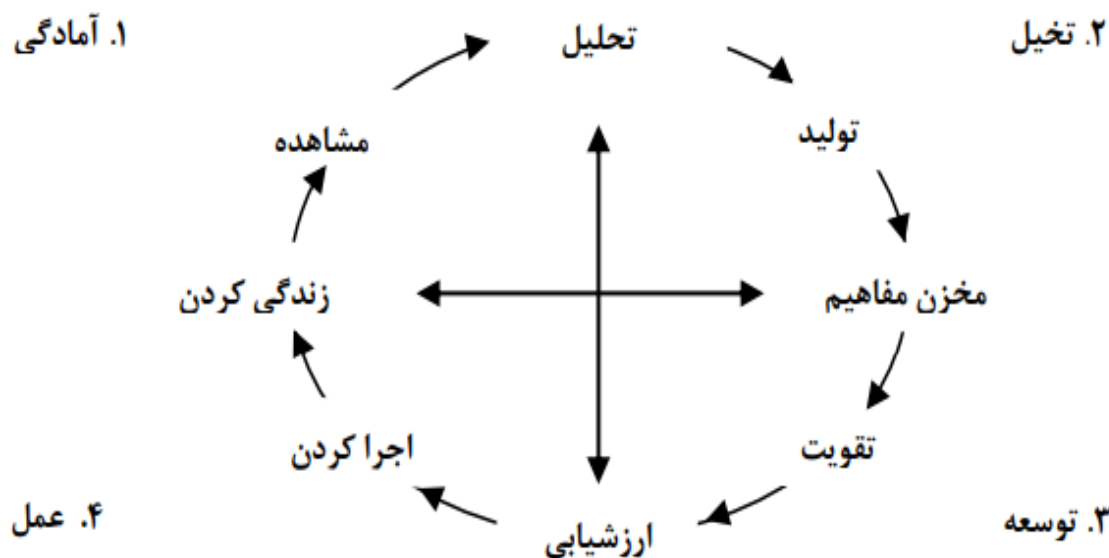 ۱. آمادگی
تحلیل
۲. تخیل
مشاهده
تولید
زندگی کردن
مخزن مفاهیم
اجرا کردن
تقویت
۴. عمل
ارزشیابی
۳. توسعه